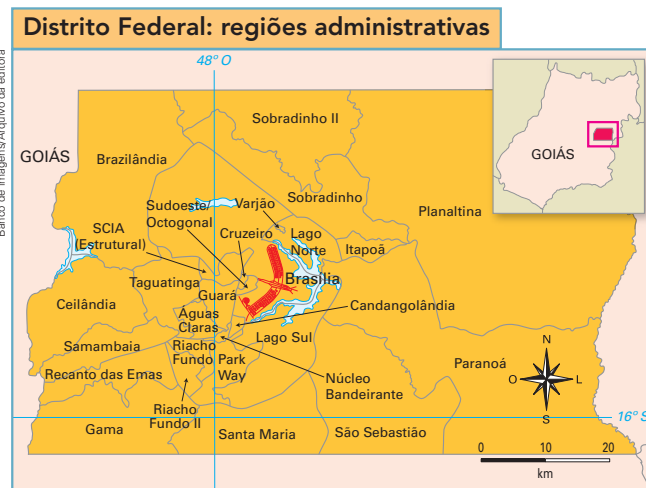 Distrito Federal: regiões administrativas
Banco de imagens/Arquivo da editora
48° O
GOIÁS
GOIÁS
Sobradinho II
Brazlândia
Sobradinho
Planaltina
Sudoeste/
Octogonal
Varjão
SCIA
(Estrutural)
Cruzeiro
Lago
Norte
Itapoã
Taguatinga
Brasília
Guará
Ceilândia
Candangolândia
Águas
Claras
Samambaia
Riacho
Fundo
Park
Way
Lago Sul
Paranoá
Recanto das Emas
Núcleo
Bandeirante
Riacho
Fundo II
Gama
Santa Maria
São Sebastião
N
O
L
S
16° S
0 10 20
km